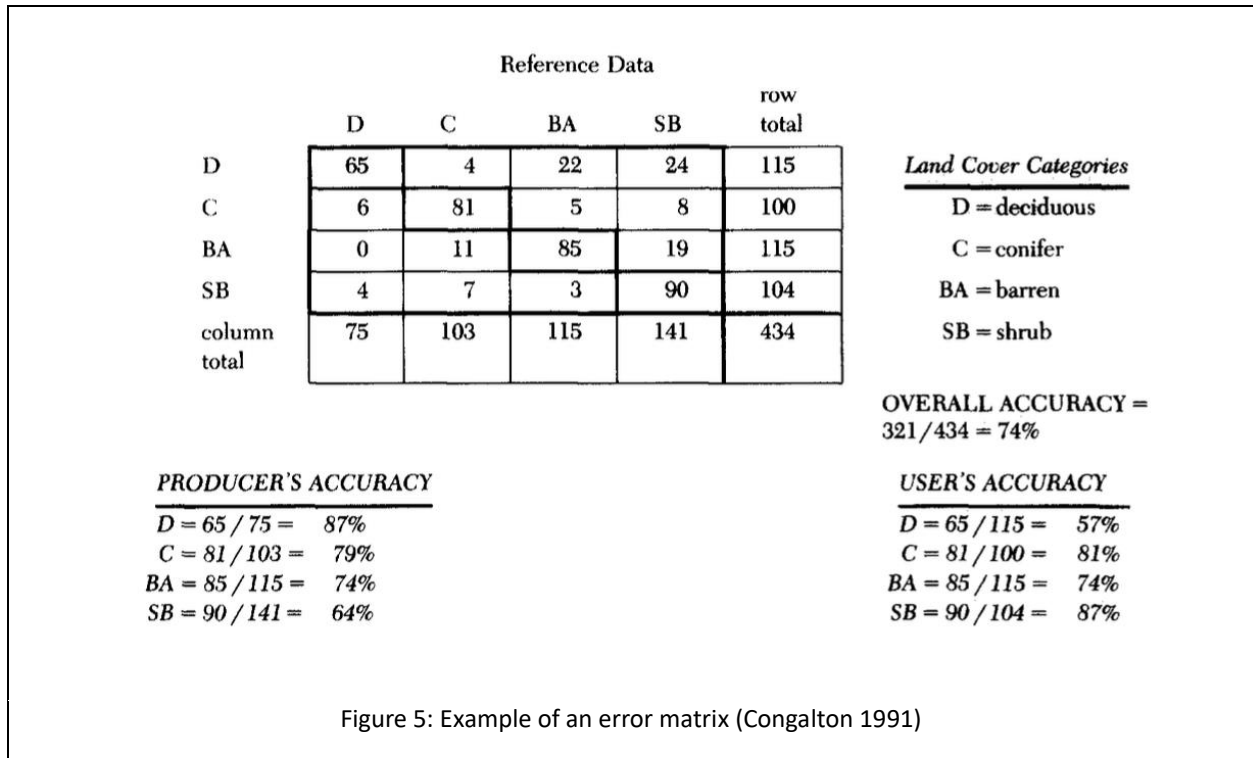 Reference Data
D C BA SB row total
D 65 4 22 24 115
C 6 81 5 8 100
BA 0 11 85 19 115
SB 4 7 3 90 104
column total 75 103 115 141 434
Land Cover Categories
D = deciduous
C = conifer
BA = barren
SB = shrub
OVERALL ACCURACY =
321/434 = 74%
PRODUCER'S ACCURACY
D = 65 / 75 = 87%
C = 81 / 103 = 79%
BA = 85 / 115 = 74%
SB = 90 / 141 = 64%
USER'S ACCURACY
D = 65 / 115 = 57%
C = 81 / 100 = 81%
BA = 85 / 115 = 74%
SB = 90 / 104 = 87%
Figure 5: Example of an error matrix (Congalton 1991)